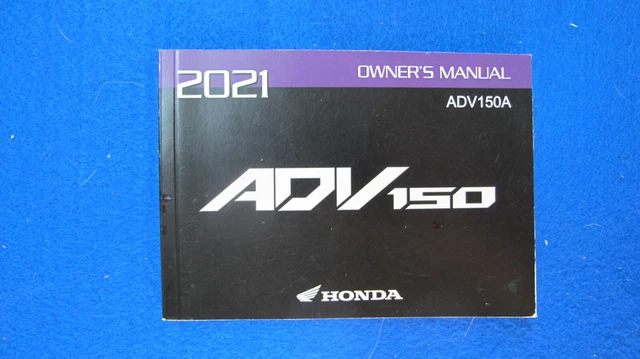 2021
OWNER'S MANUAL
ADV150A
ADV150
HONDA